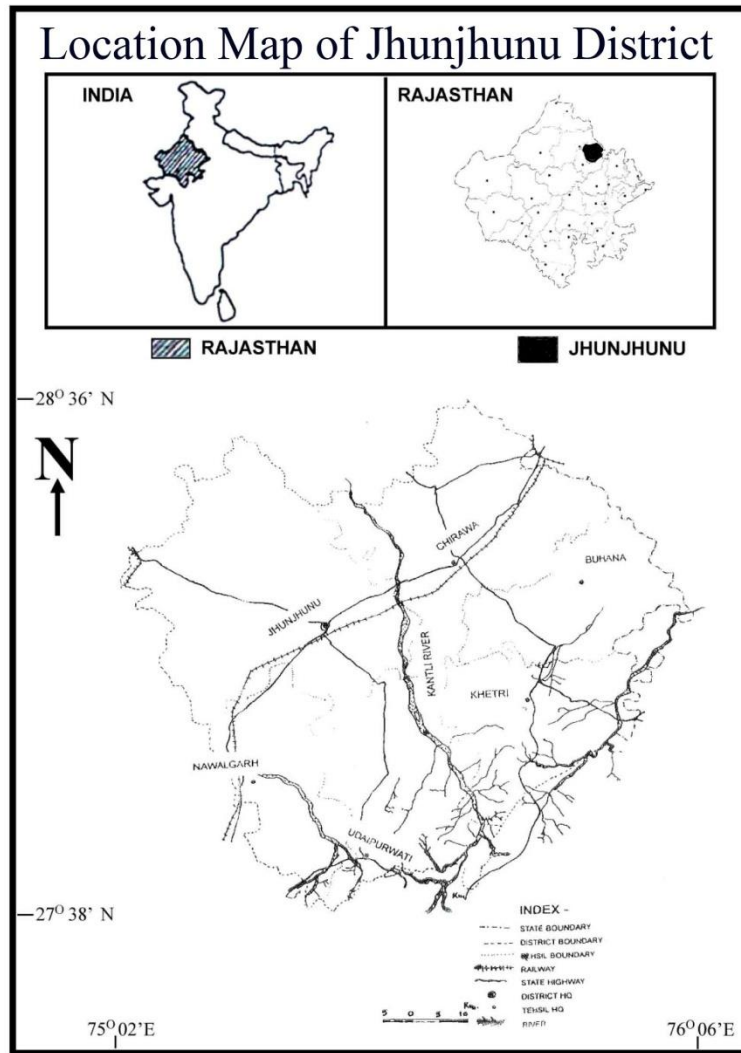 Location Map of Jhunjhunu District
INDIA
RAJASTHAN
RAJASTHAN
JHUNJHUNU
28° 36' N
N
CHIRAWA
BUHANA
JHUNJHUNU
KANTLI RIVER
KHETRI
NAWALGARH
UDAIPURWATI
27° 38' N
INDEX -
STATE BOUNDARY
DISTRICT BOUNDARY
BOUNDARY
RAILWAY
STATE HIGHWAY
DISTRICT HQ
TEHSIL HQ
RIVER
5 0 5 10
75° 02'E
76° 06'E